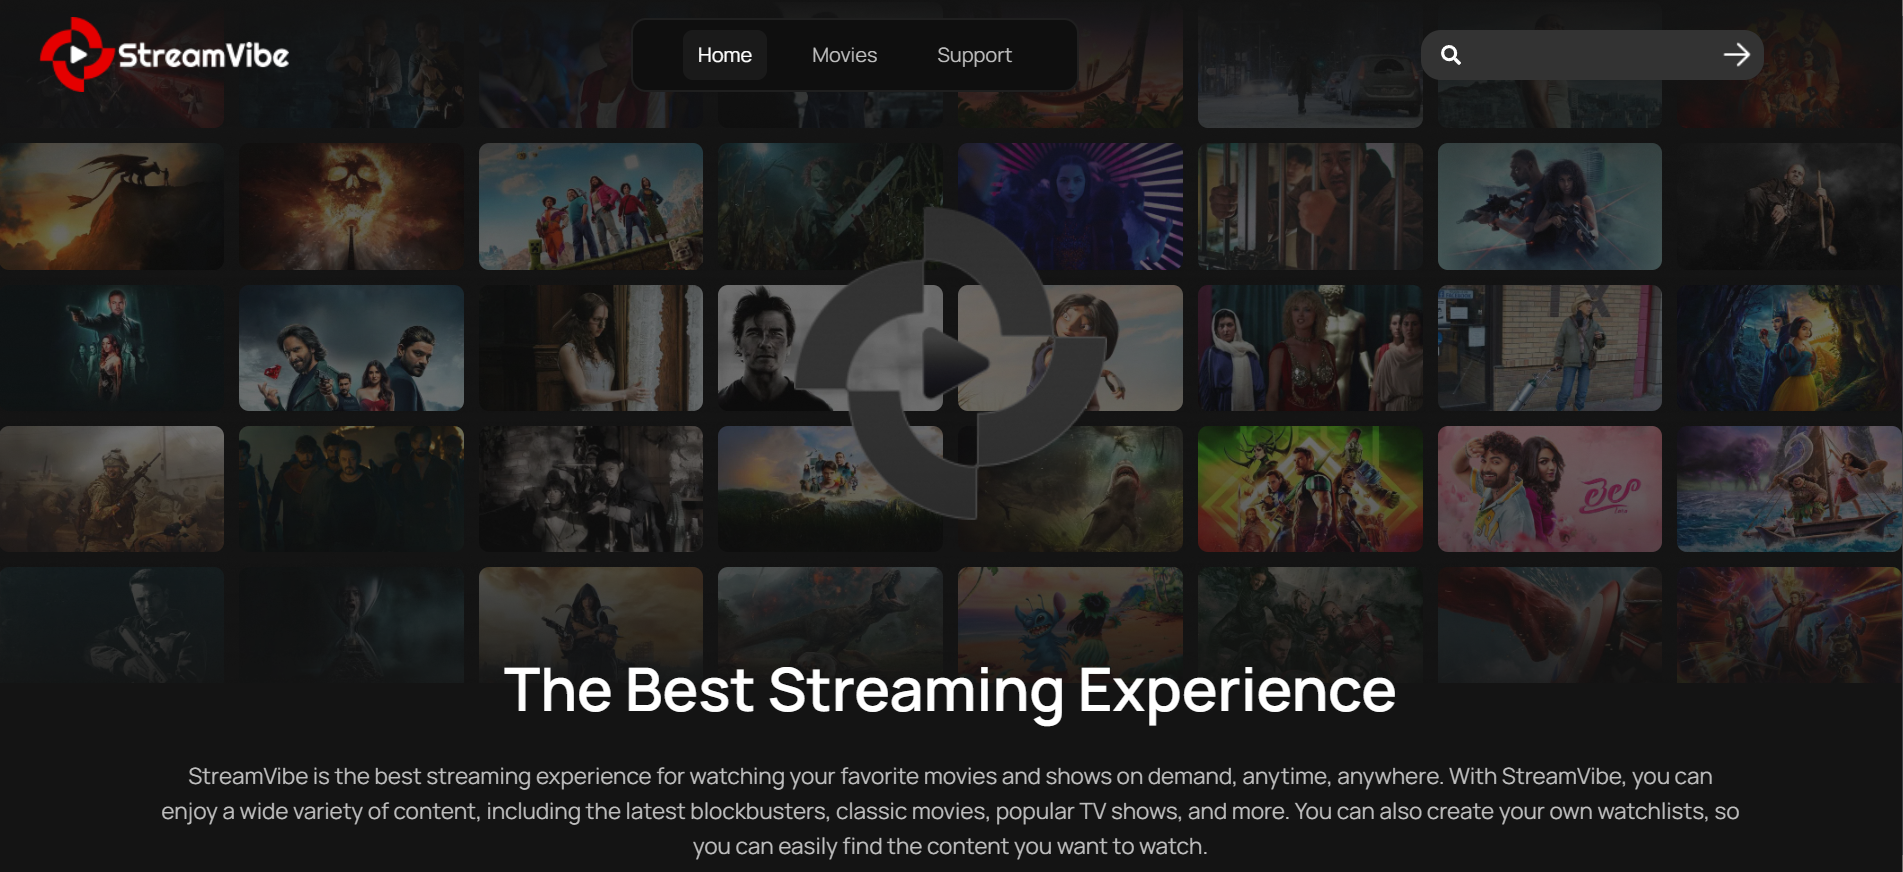 StreamVibe
Home
Movies
Support
లైలా
The Best Streaming Experience
StreamVibe is the best streaming experience for watching your favorite movies and shows on demand, anytime, anywhere. With StreamVibe, you can
enjoy a wide variety of content, including the latest blockbusters, classic movies, popular TV shows, and more. You can also create your own watchlists, so
you can easily find the content you want to watch.